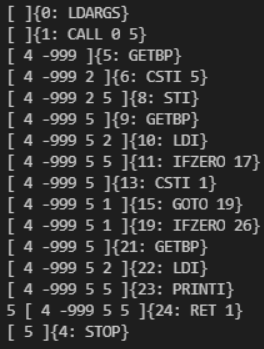 [ ]{0: LDARGS}
[ ]{1: CALL 0 5}
[ 4 -999 ]{5: GETBP}
[ 4 -999 2 ]{6: CSTI 5}
[ 4 -999 2 5 ]{8: STI}
[ 4 -999 5 ]{9: GETBP}
[ 4 -999 5 2 ]{10: LDI}
[ 4 -999 5 5 ]{11: IFZERO 17}
[ 4 -999 5 ]{13: CSTI 1}
[ 4 -999 5 1 ]{15: GOTO 19}
[ 4 -999 5 1 ]{19: IFZERO 26}
[ 4 -999 5 ]{21: GETBP}
[ 4 -999 5 2 ]{22: LDI}
[ 4 -999 5 5 ]{23: PRINTI}
5 [ 4 -999 5 5 ]{24: RET 1}
[ 5 ]{4: STOP}